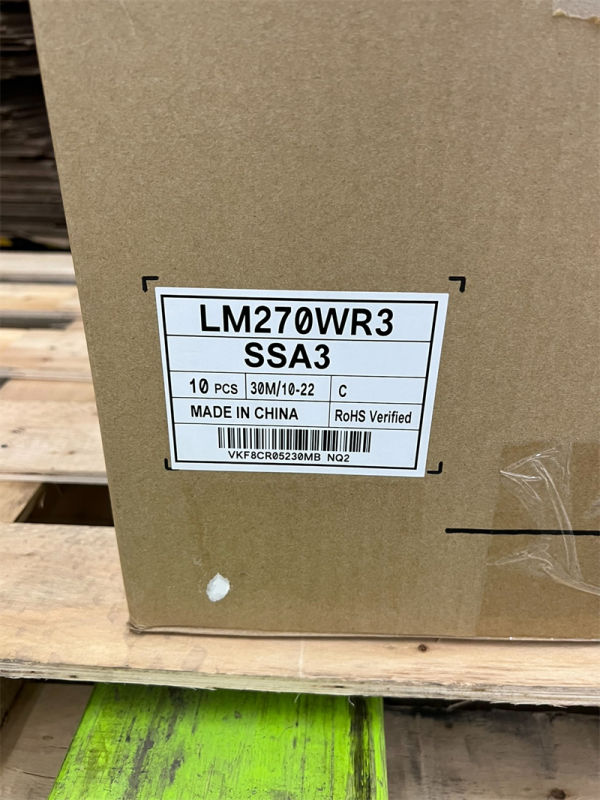 LM270WR3
SSA3
10 PCS 30M/10-22 C
MADE IN CHINA RoHS Verified
VKF8CR05230MB NQ2